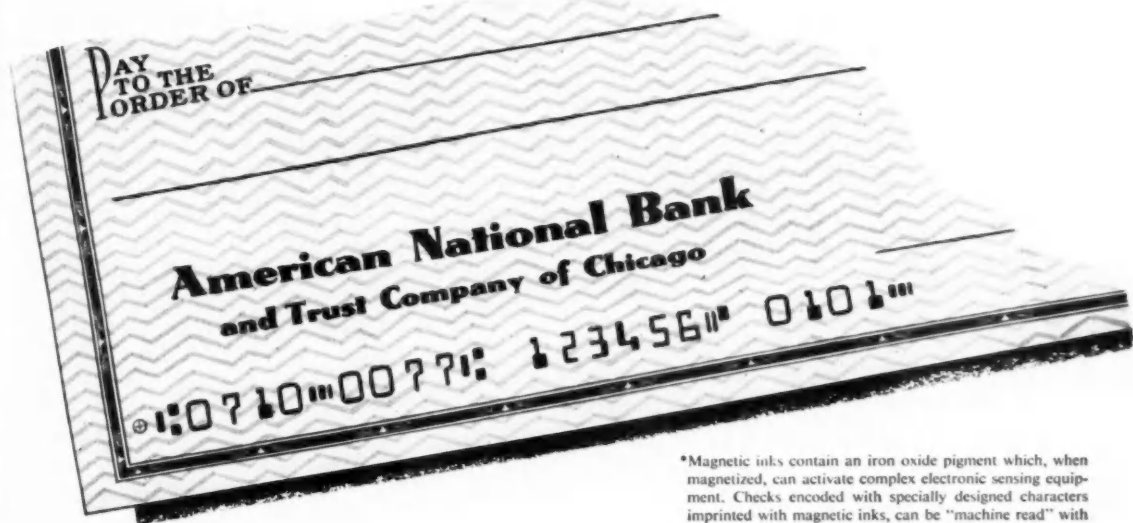 PAY
TO THE
ORDER OF
American National Bank
and Trust Company of Chicago
⑆0710⑉0077⑆ 123456⑈ 0101⑉
*Magnetic inks contain an iron oxide pigment which, when
magnetized, can activate complex electronic sensing equip-
ment. Checks encoded with specially designed characters
imprinted with magnetic inks, can be "machine read" with